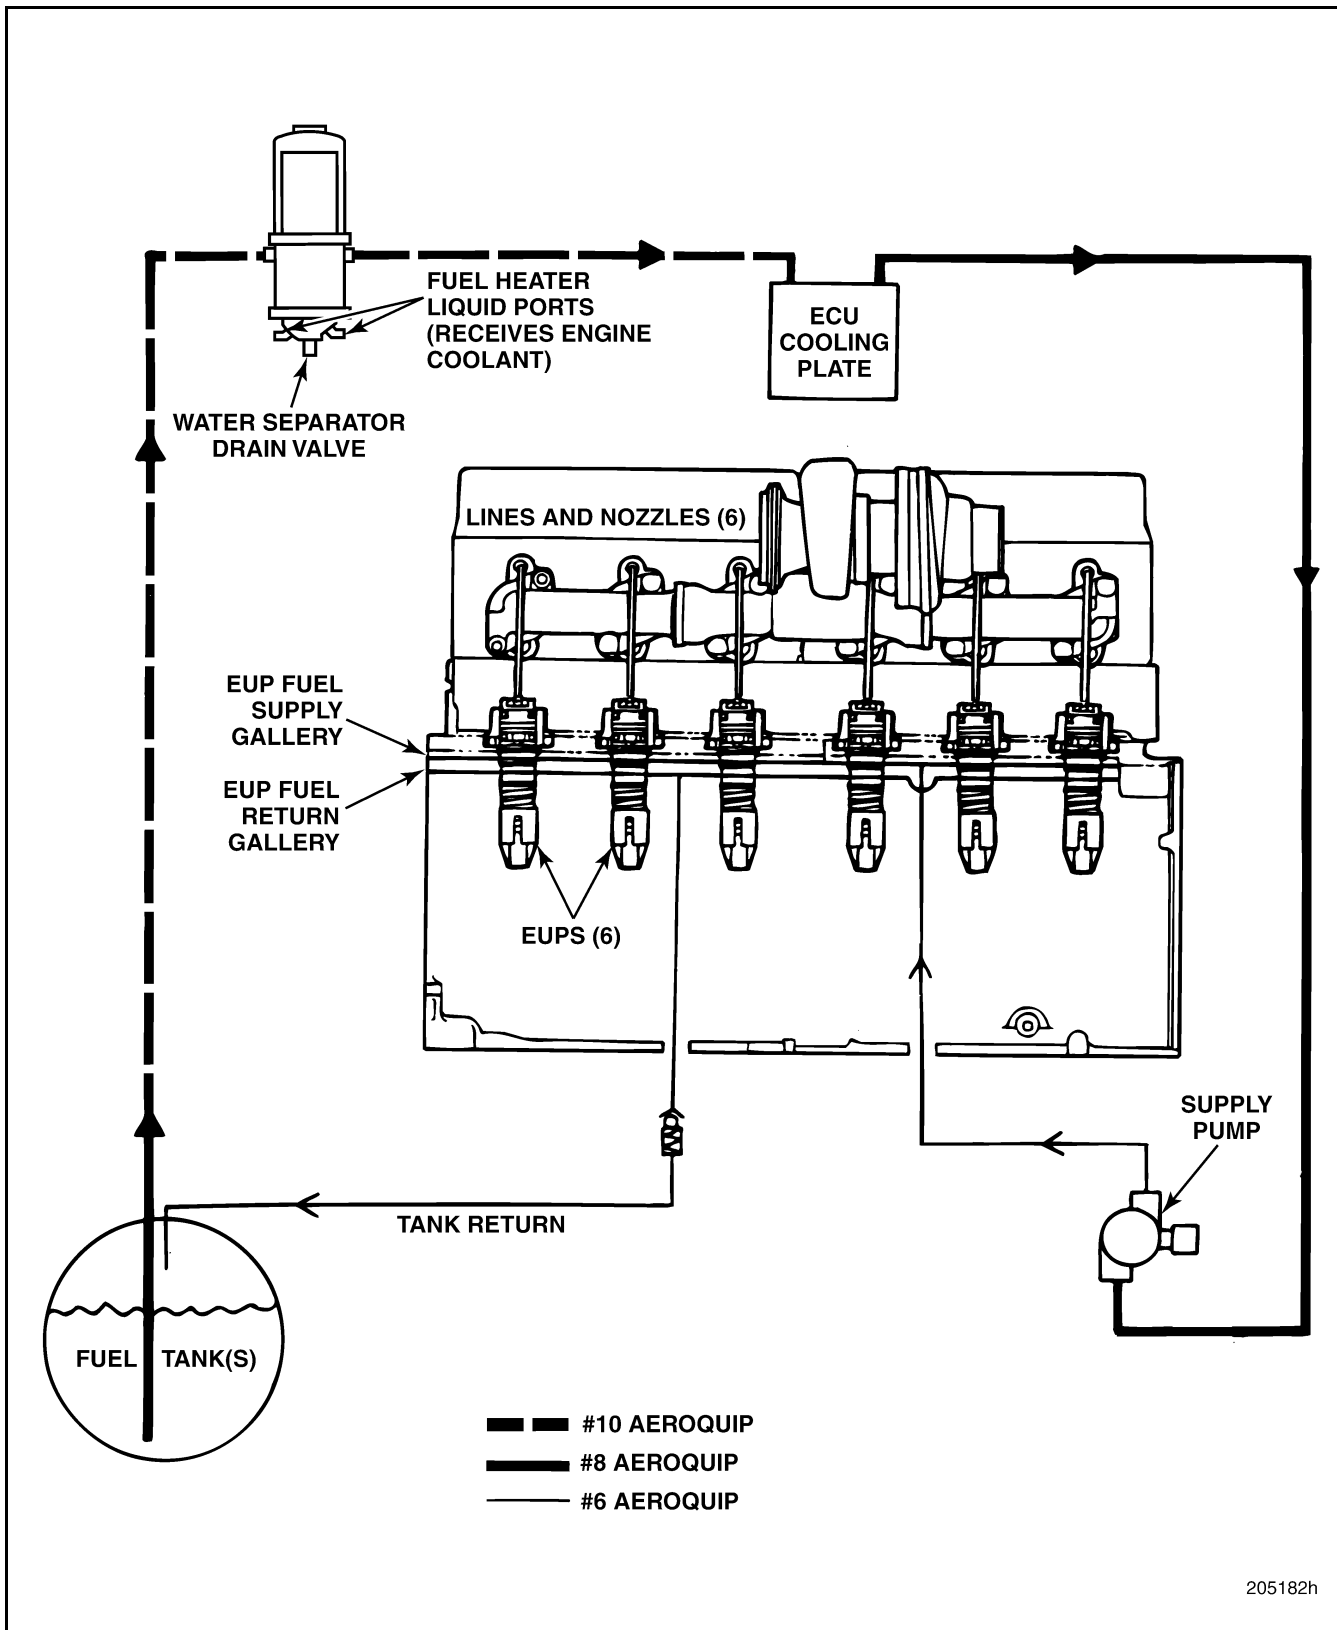 FUEL HEATER
LIQUID PORTS
(RECEIVES ENGINE
COOLANT)
ECU
COOLING
PLATE
WATER SEPARATOR
DRAIN VALVE
LINES AND NOZZLES (6)
EUP FUEL
SUPPLY
GALLERY
EUP FUEL
RETURN
GALLERY
EUPS (6)
SUPPLY
PUMP
TANK RETURN
FUEL TANK(S)
#10 AEROQUIP
#8 AEROQUIP
#6 AEROQUIP
205182h